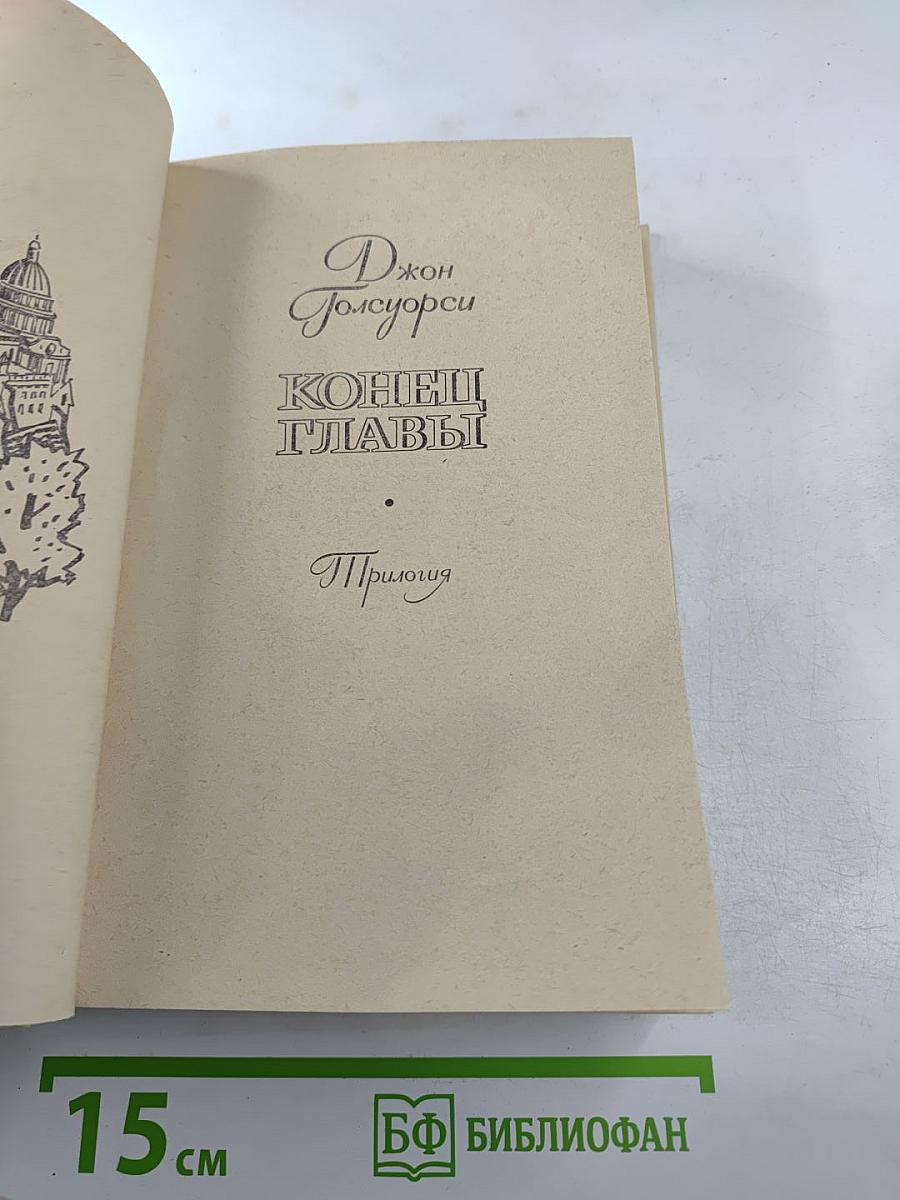 Джон
Голсуорси
КОНЕЦ
ГЛАВЫ
•
Трилогия
15 см
БФ БИБЛИОФАН